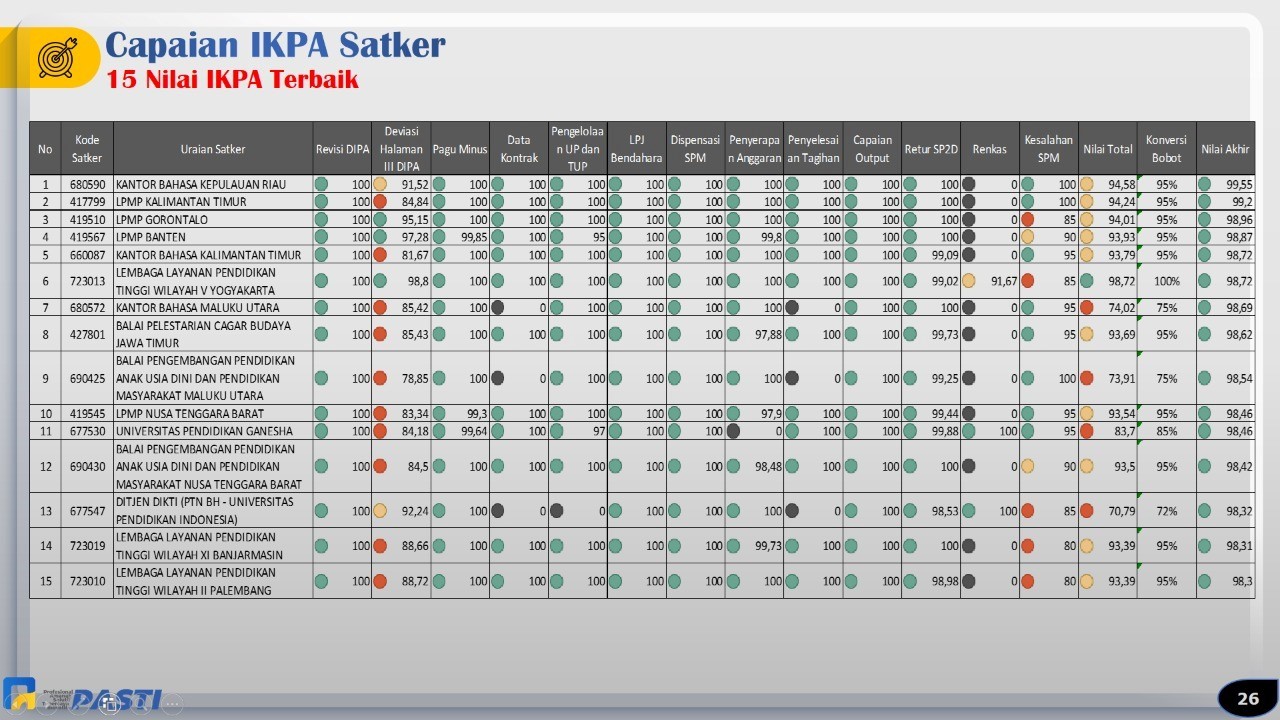 Capaian IKPA Satker
15 Nilai IKPA Terbaik
No Kode Satker Uraian Satker Revisi DIPA Deviasi Halaman III DIPA Pagu Minus Data Kontrak Pengelolaa n UP dan TUP LPJ Bendahara Dispensasi SPM Penyerapa n Anggaran Penyelesai an Tagihan Capaian Output Retur SP2D Renkas Kesalahan SPM Nilai Total Konversi Bobot Nilai Akhir
1 680590 KANTOR BAHASA KEPULAUAN RIAU 100 91,52 100 100 100 100 100 100 100 100 100 0 100 94,58 95% 99,55
2 417799 LPMP KALIMANTAN TIMUR 100 84,84 100 100 100 100 100 100 100 100 100 0 100 94,24 95% 99,2
3 419510 LPMP GORONTALO 100 95,15 100 100 100 100 100 100 100 100 100 0 85 94,01 95% 98,96
4 419567 LPMP BANTEN 100 97,28 99,85 100 95 100 100 99,8 100 100 100 0 90 93,93 95% 98,87
5 660087 KANTOR BAHASA KALIMANTAN TIMUR 100 81,67 100 100 100 100 100 100 100 100 99,09 0 95 93,79 95% 98,72
6 723013 LEMBAGA LAYANAN PENDIDIKAN
TINGGI WILAYAH V YOGYAKARTA 100 98,8 100 100 100 100 100 100 100 100 99,02 91,67 85 98,72 100% 98,72
7 680572 KANTOR BAHASA MALUKU UTARA 100 85,42 100 0 100 100 100 100 0 100 100 0 95 74,02 75% 98,69
8 427801 BALAI PELESTARIAN CAGAR BUDAYA
JAWA TIMUR 100 85,43 100 100 100 100 100 97,88 100 100 99,73 0 95 93,69 95% 98,62
9 690425 BALAI PENGEMBANGAN PENDIDIKAN
ANAK USIA DINI DAN PENDIDIKAN
MASYARAKAT MALUKU UTARA 100 78,85 100 0 100 100 100 100 0 100 99,25 0 100 73,91 75% 98,54
10 419545 LPMP NUSA TENGGARA BARAT 100 83,34 99,3 100 100 100 100 97,9 100 100 99,44 0 95 93,54 95% 98,46
11 677530 UNIVERSITAS PENDIDIKAN GANESHA 100 84,18 99,64 100 97 100 100 0 100 100 99,88 100 95 83,7 85% 98,46
12 690430 BALAI PENGEMBANGAN PENDIDIKAN
ANAK USIA DINI DAN PENDIDIKAN
MASYARAKAT NUSA TENGGARA BARAT 100 84,5 100 100 100 100 100 98,48 100 100 100 0 90 93,5 95% 98,42
13 677547 DITJEN DIKTI (PTN BH - UNIVERSITAS
PENDIDIKAN INDONESIA) 100 92,24 100 0 0 100 100 100 0 100 98,53 100 85 70,79 72% 98,32
14 723019 LEMBAGA LAYANAN PENDIDIKAN
TINGGI WILAYAH XI BANJARMASIN 100 88,66 100 100 100 100 100 99,73 100 100 100 0 80 93,39 95% 98,31
15 723010 LEMBAGA LAYANAN PENDIDIKAN
TINGGI WILAYAH II PALEMBANG 100 88,72 100 100 100 100 100 100 100 100 98,98 0 80 93,39 95% 98,3
PASTI
26